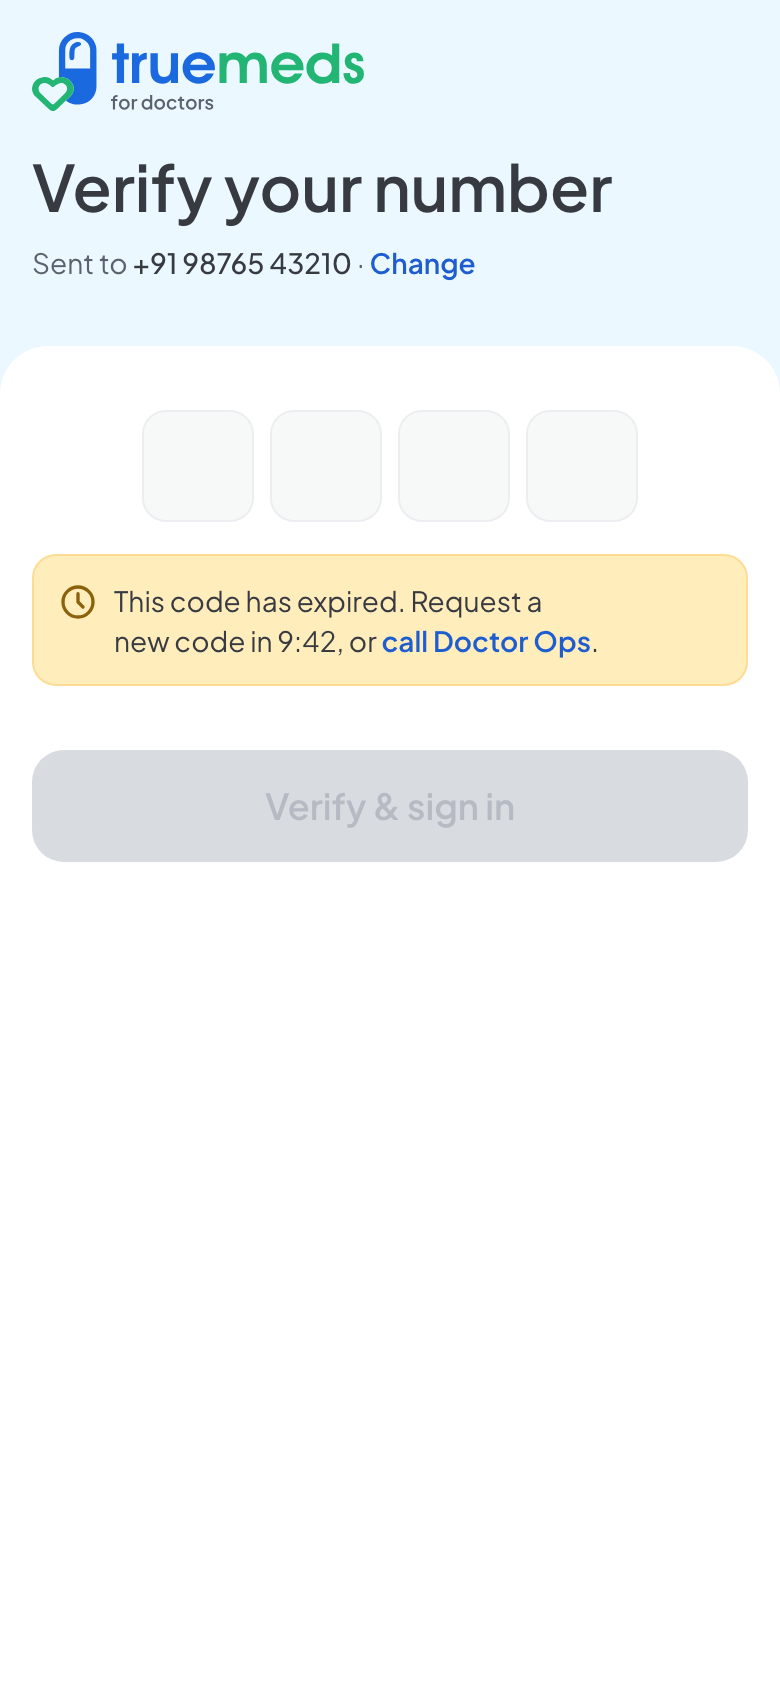 truemeds
for doctors
Verify your number
Sent to +91 98765 43210 · Change
This code has expired. Request a
new code in 9:42, or call Doctor Ops.
Verify & sign in